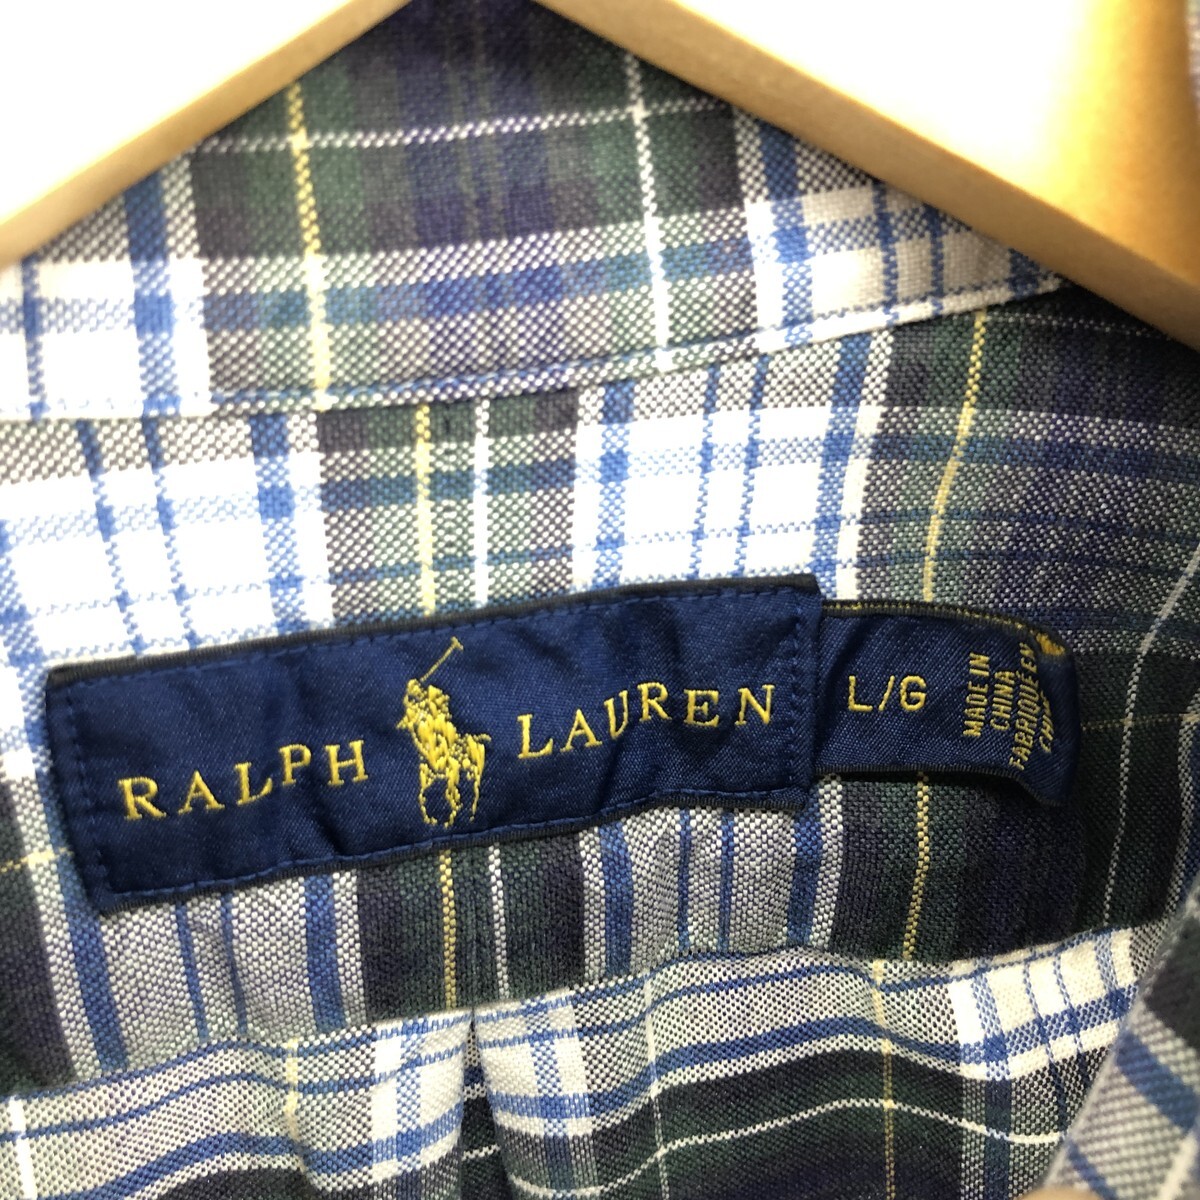 RALPH LAUREN
L/G
MADE IN
CHINA
FABRIQUE EN